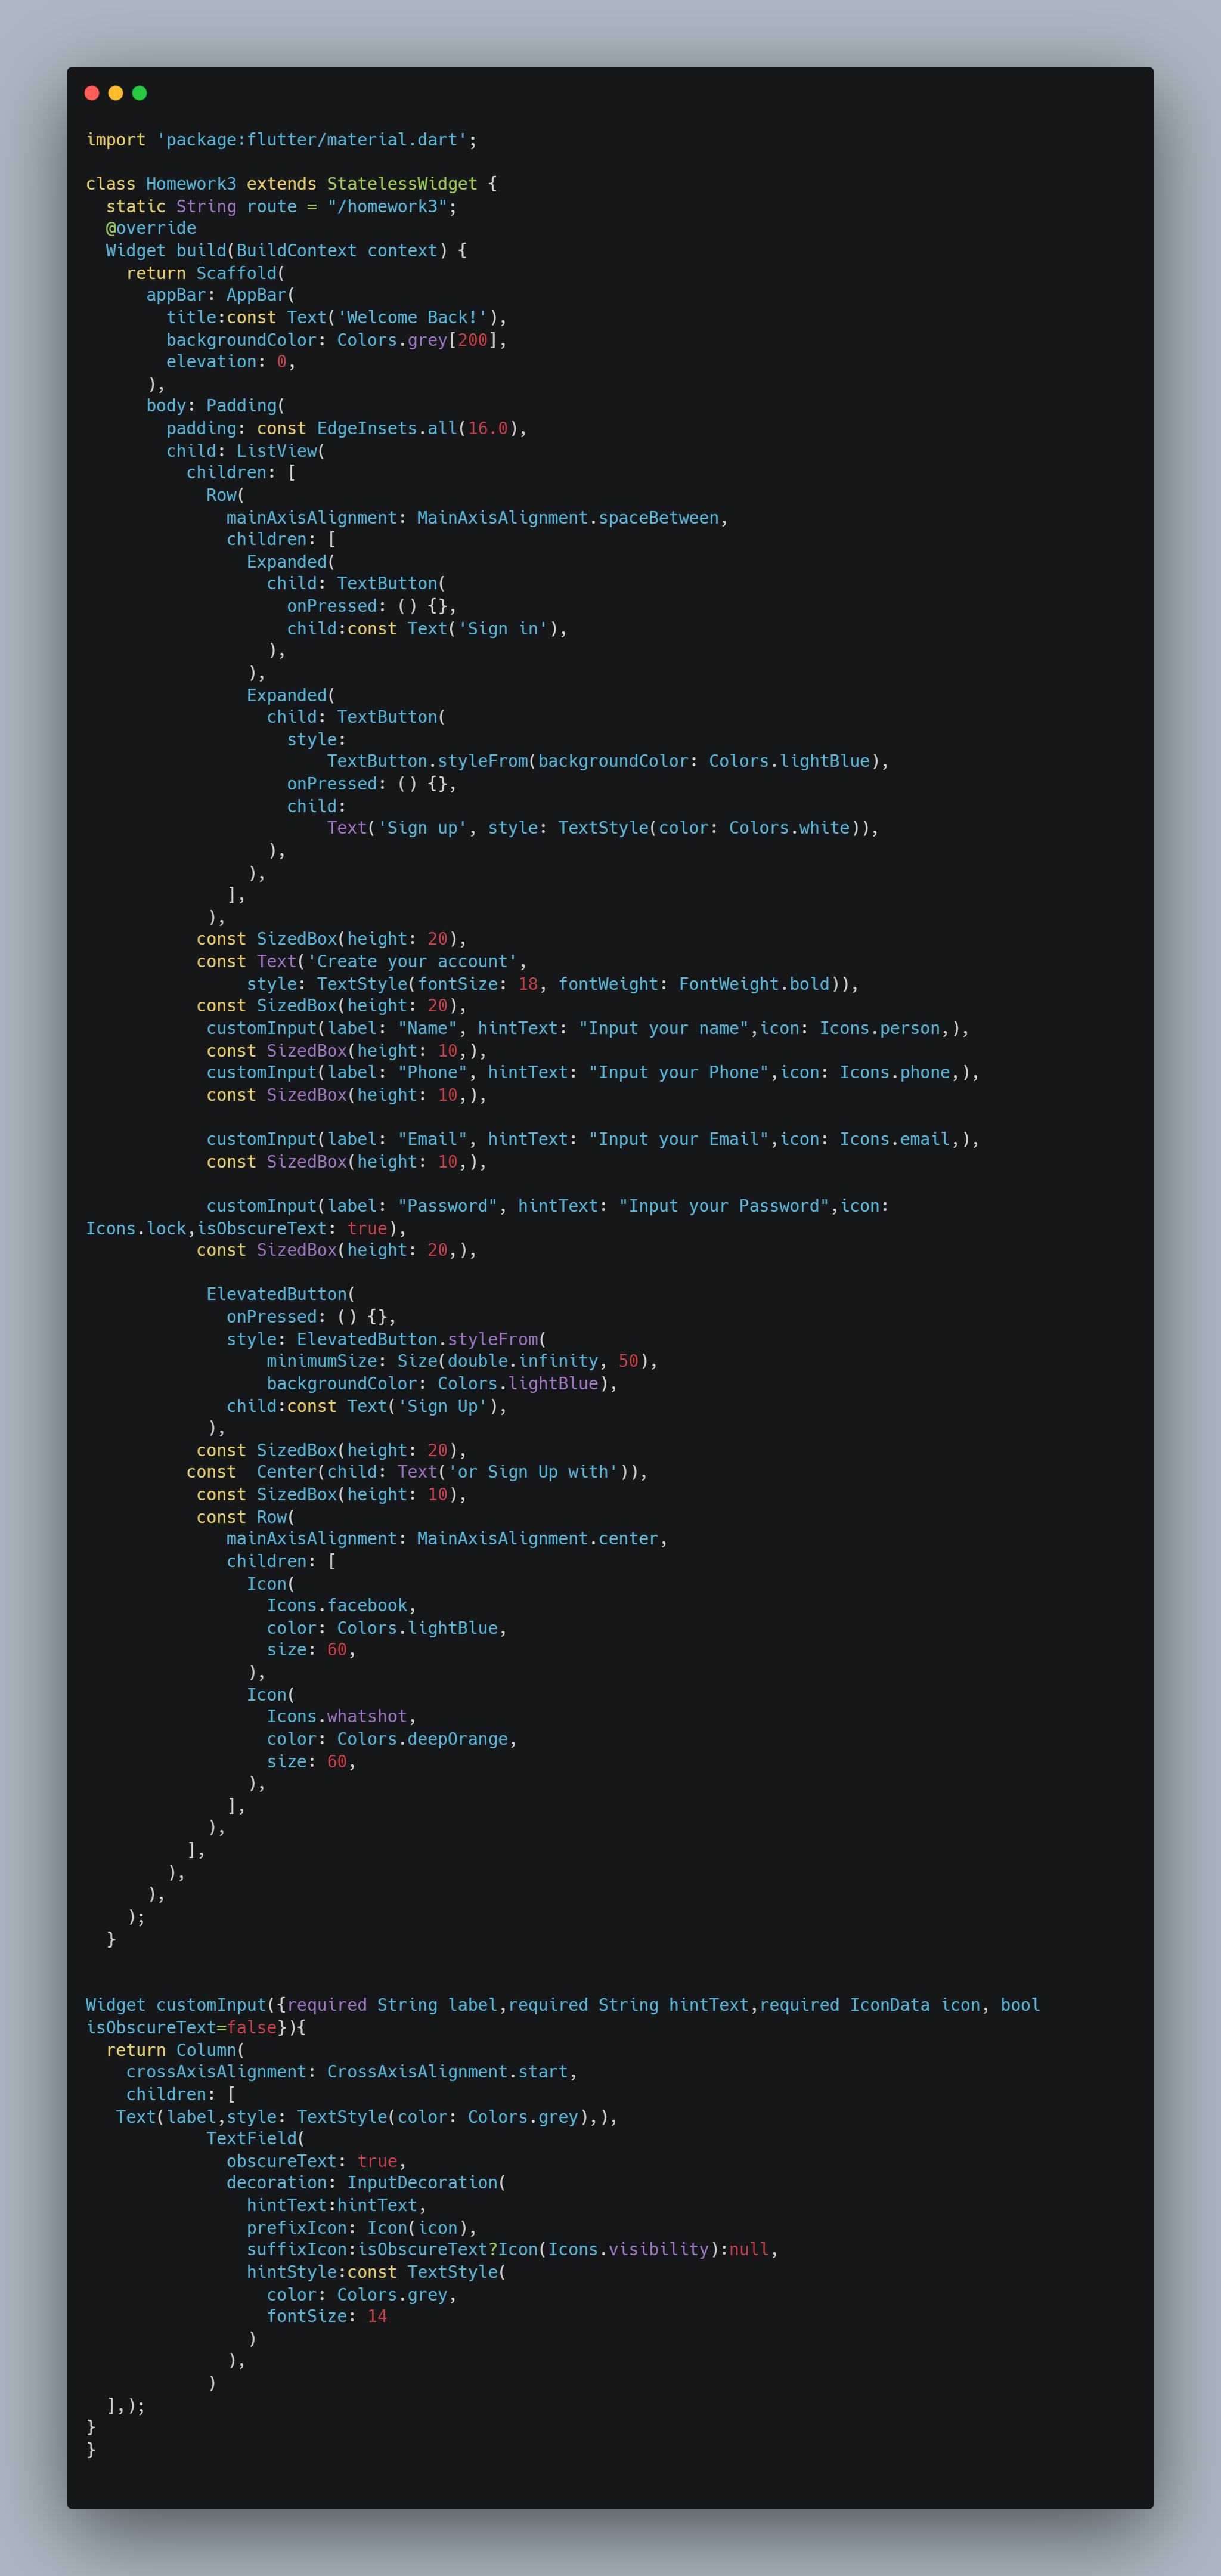 import 'package:flutter/material.dart';

class Homework3 extends StatelessWidget {
  static String route = "/homework3";
  @override
  Widget build(BuildContext context) {
    return Scaffold(
      appBar: AppBar(
        title:const Text('Welcome Back!'),
        backgroundColor: Colors.grey[200],
        elevation: 0,
      ),
      body: Padding(
        padding: const EdgeInsets.all(16.0),
        child: ListView(
          children: [
            Row(
              mainAxisAlignment: MainAxisAlignment.spaceBetween,
              children: [
                Expanded(
                  child: TextButton(
                    onPressed: () {},
                    child:const Text('Sign in'),
                  ),
                ),
                Expanded(
                  child: TextButton(
                    style:
                        TextButton.styleFrom(backgroundColor: Colors.lightBlue),
                    onPressed: () {},
                    child:
                        Text('Sign up', style: TextStyle(color: Colors.white)),
                  ),
                ),
              ],
            ),
           const SizedBox(height: 20),
           const Text('Create your account',
                style: TextStyle(fontSize: 18, fontWeight: FontWeight.bold)),
           const SizedBox(height: 20),
            customInput(label: "Name", hintText: "Input your name",icon: Icons.person,),
            const SizedBox(height: 10,),
            customInput(label: "Phone", hintText: "Input your Phone",icon: Icons.phone,),
            const SizedBox(height: 10,),

            customInput(label: "Email", hintText: "Input your Email",icon: Icons.email,),
            const SizedBox(height: 10,),

            customInput(label: "Password", hintText: "Input your Password",icon:
Icons.lock,isObscureText: true),
           const SizedBox(height: 20,),

            ElevatedButton(
              onPressed: () {},
              style: ElevatedButton.styleFrom(
                  minimumSize: Size(double.infinity, 50),
                  backgroundColor: Colors.lightBlue),
              child:const Text('Sign Up'),
            ),
           const SizedBox(height: 20),
          const  Center(child: Text('or Sign Up with')),
           const SizedBox(height: 10),
           const Row(
              mainAxisAlignment: MainAxisAlignment.center,
              children: [
                Icon(
                  Icons.facebook,
                  color: Colors.lightBlue,
                  size: 60,
                ),
                Icon(
                  Icons.whatshot,
                  color: Colors.deepOrange,
                  size: 60,
                ),
              ],
            ),
          ],
        ),
      ),
    );
  }


Widget customInput({required String label,required String hintText,required IconData icon, bool
isObscureText=false}){
  return Column(
    crossAxisAlignment: CrossAxisAlignment.start,
    children: [
   Text(label,style: TextStyle(color: Colors.grey),),
            TextField(
              obscureText: true,
              decoration: InputDecoration(
                hintText:hintText,
                prefixIcon: Icon(icon),
                suffixIcon:isObscureText?Icon(Icons.visibility):null,
                hintStyle:const TextStyle(
                  color: Colors.grey,
                  fontSize: 14
                )
              ),
            )
  ],);
}
}